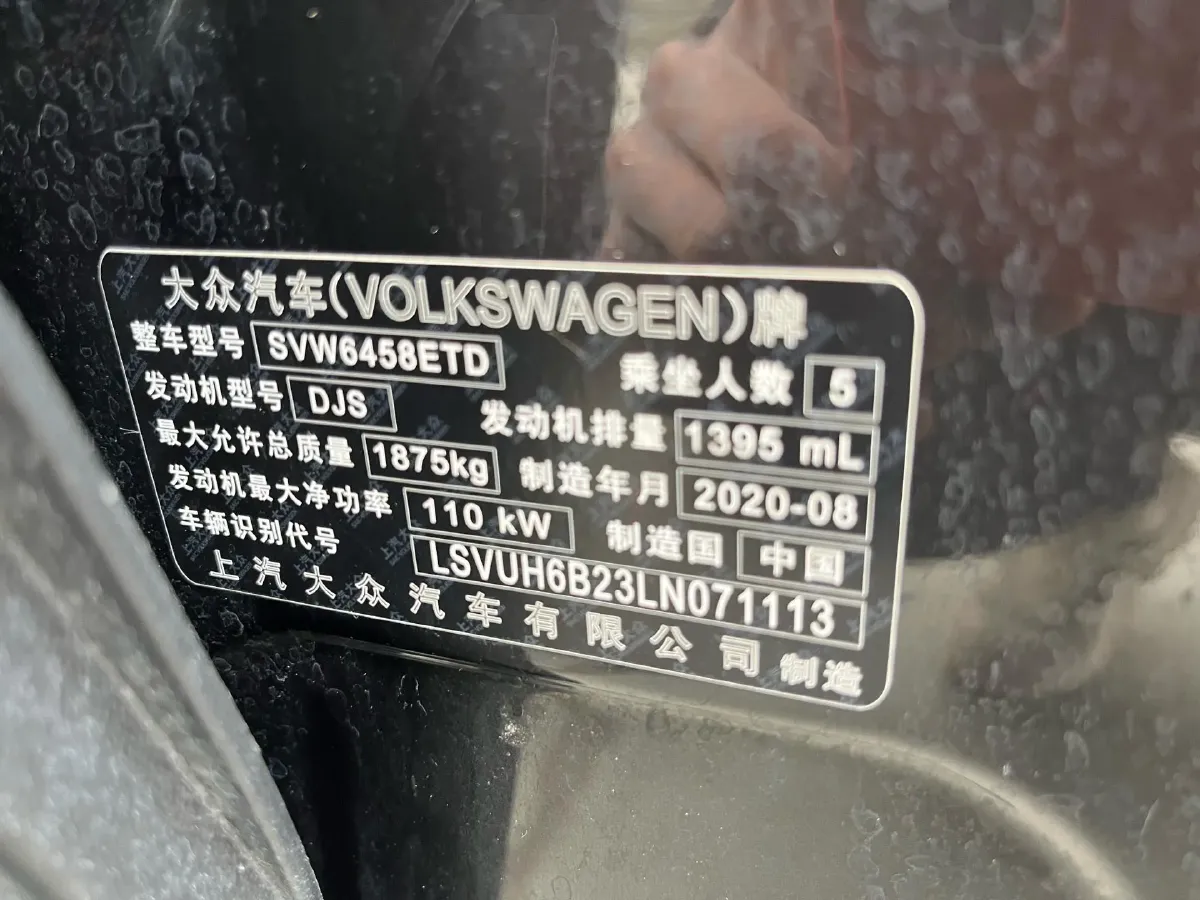 大众汽车(VOLKSWAGEN)牌
整车型号 SVW6458ETD 乘坐人数 5
发动机型号 DJS 发动机排量 1395 mL
最大允许总质量 1875kg 制造年月 2020-08
发动机最大净功率 110 kW 制造国 中国
车辆识别代号 LSVUH6B23LN071113
上汽大众汽车有限公司 制造